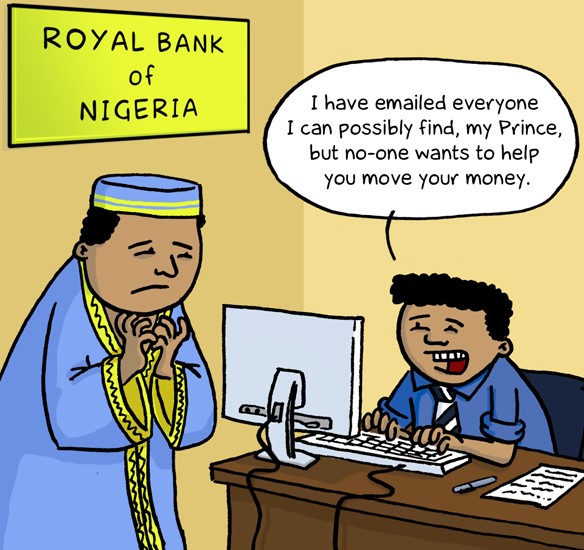 ROYAL BANK
of
NIGERIA
I have emailed everyone
I can possibly find, my Prince,
but no-one wants to help
you move your money.